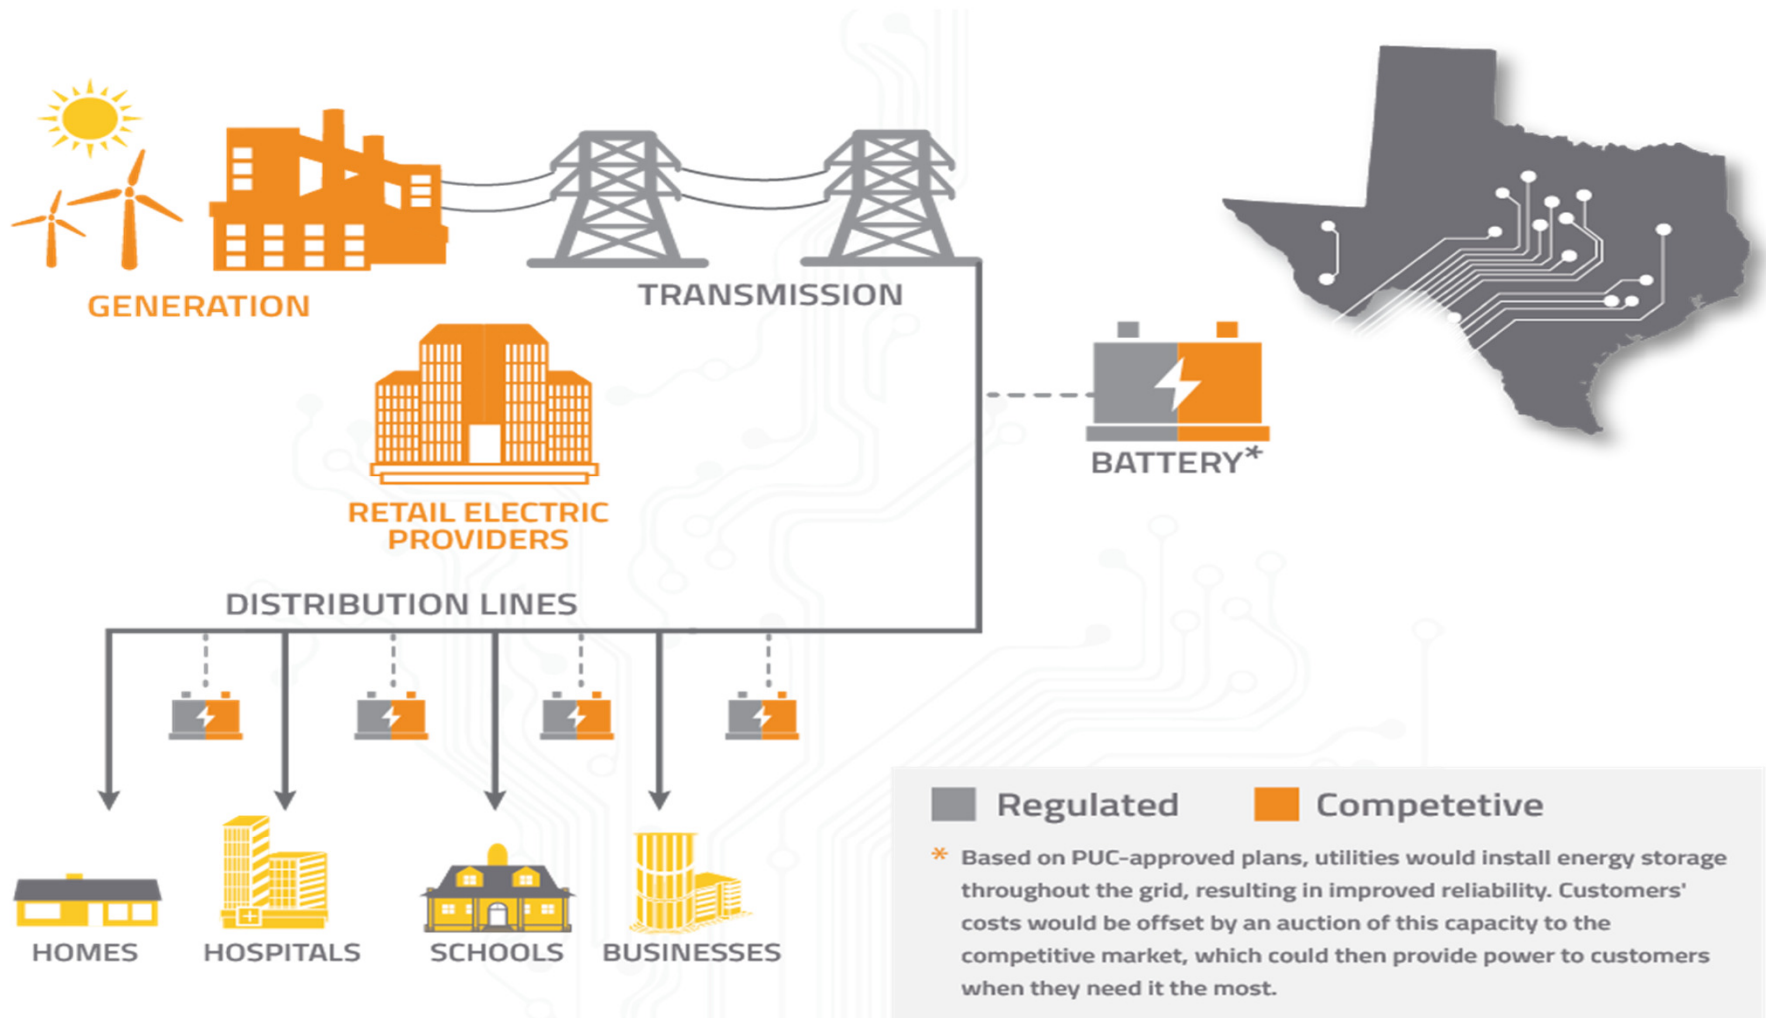 GENERATION
TRANSMISSION
RETAIL ELECTRIC
PROVIDERS
BATTERY*
DISTRIBUTION LINES
HOMES
HOSPITALS
SCHOOLS
BUSINESSES
Regulated
Competetive
* Based on PUC-approved plans, utilities would install energy storage
throughout the grid, resulting in improved reliability. Customers'
costs would be offset by an auction of this capacity to the
competitive market, which could then provide power to customers
when they need it the most.